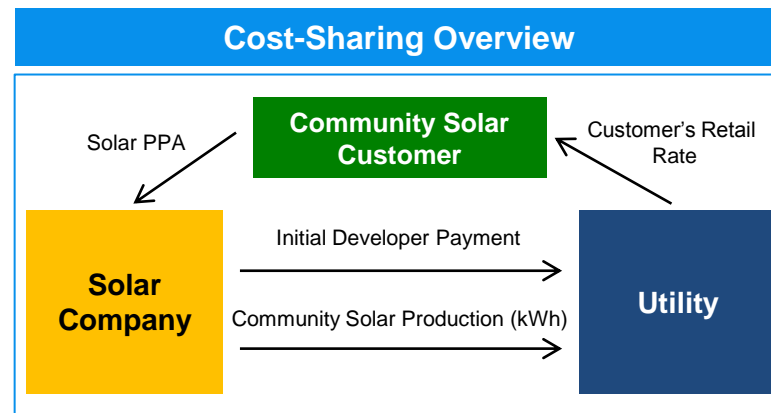 Cost-Sharing Overview
Community Solar
Customer
Solar PPA
Customer’s Retail
Rate
Initial Developer Payment
Solar
Company
Utility
Community Solar Production (kWh)